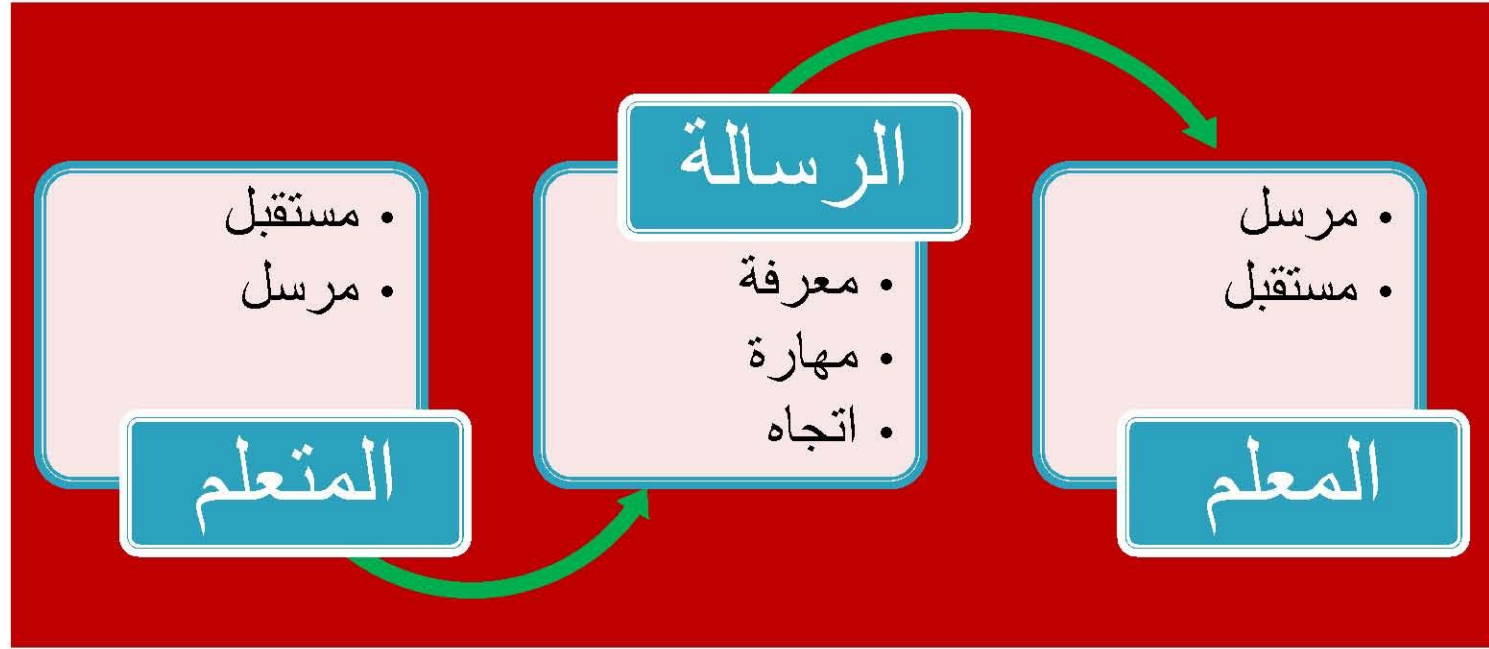 المعلم
• مرسل
• مستقبل
الرسالة
• معرفة
• مهارة
• اتجاه
المتعلم
• مستقبل
• مرسل